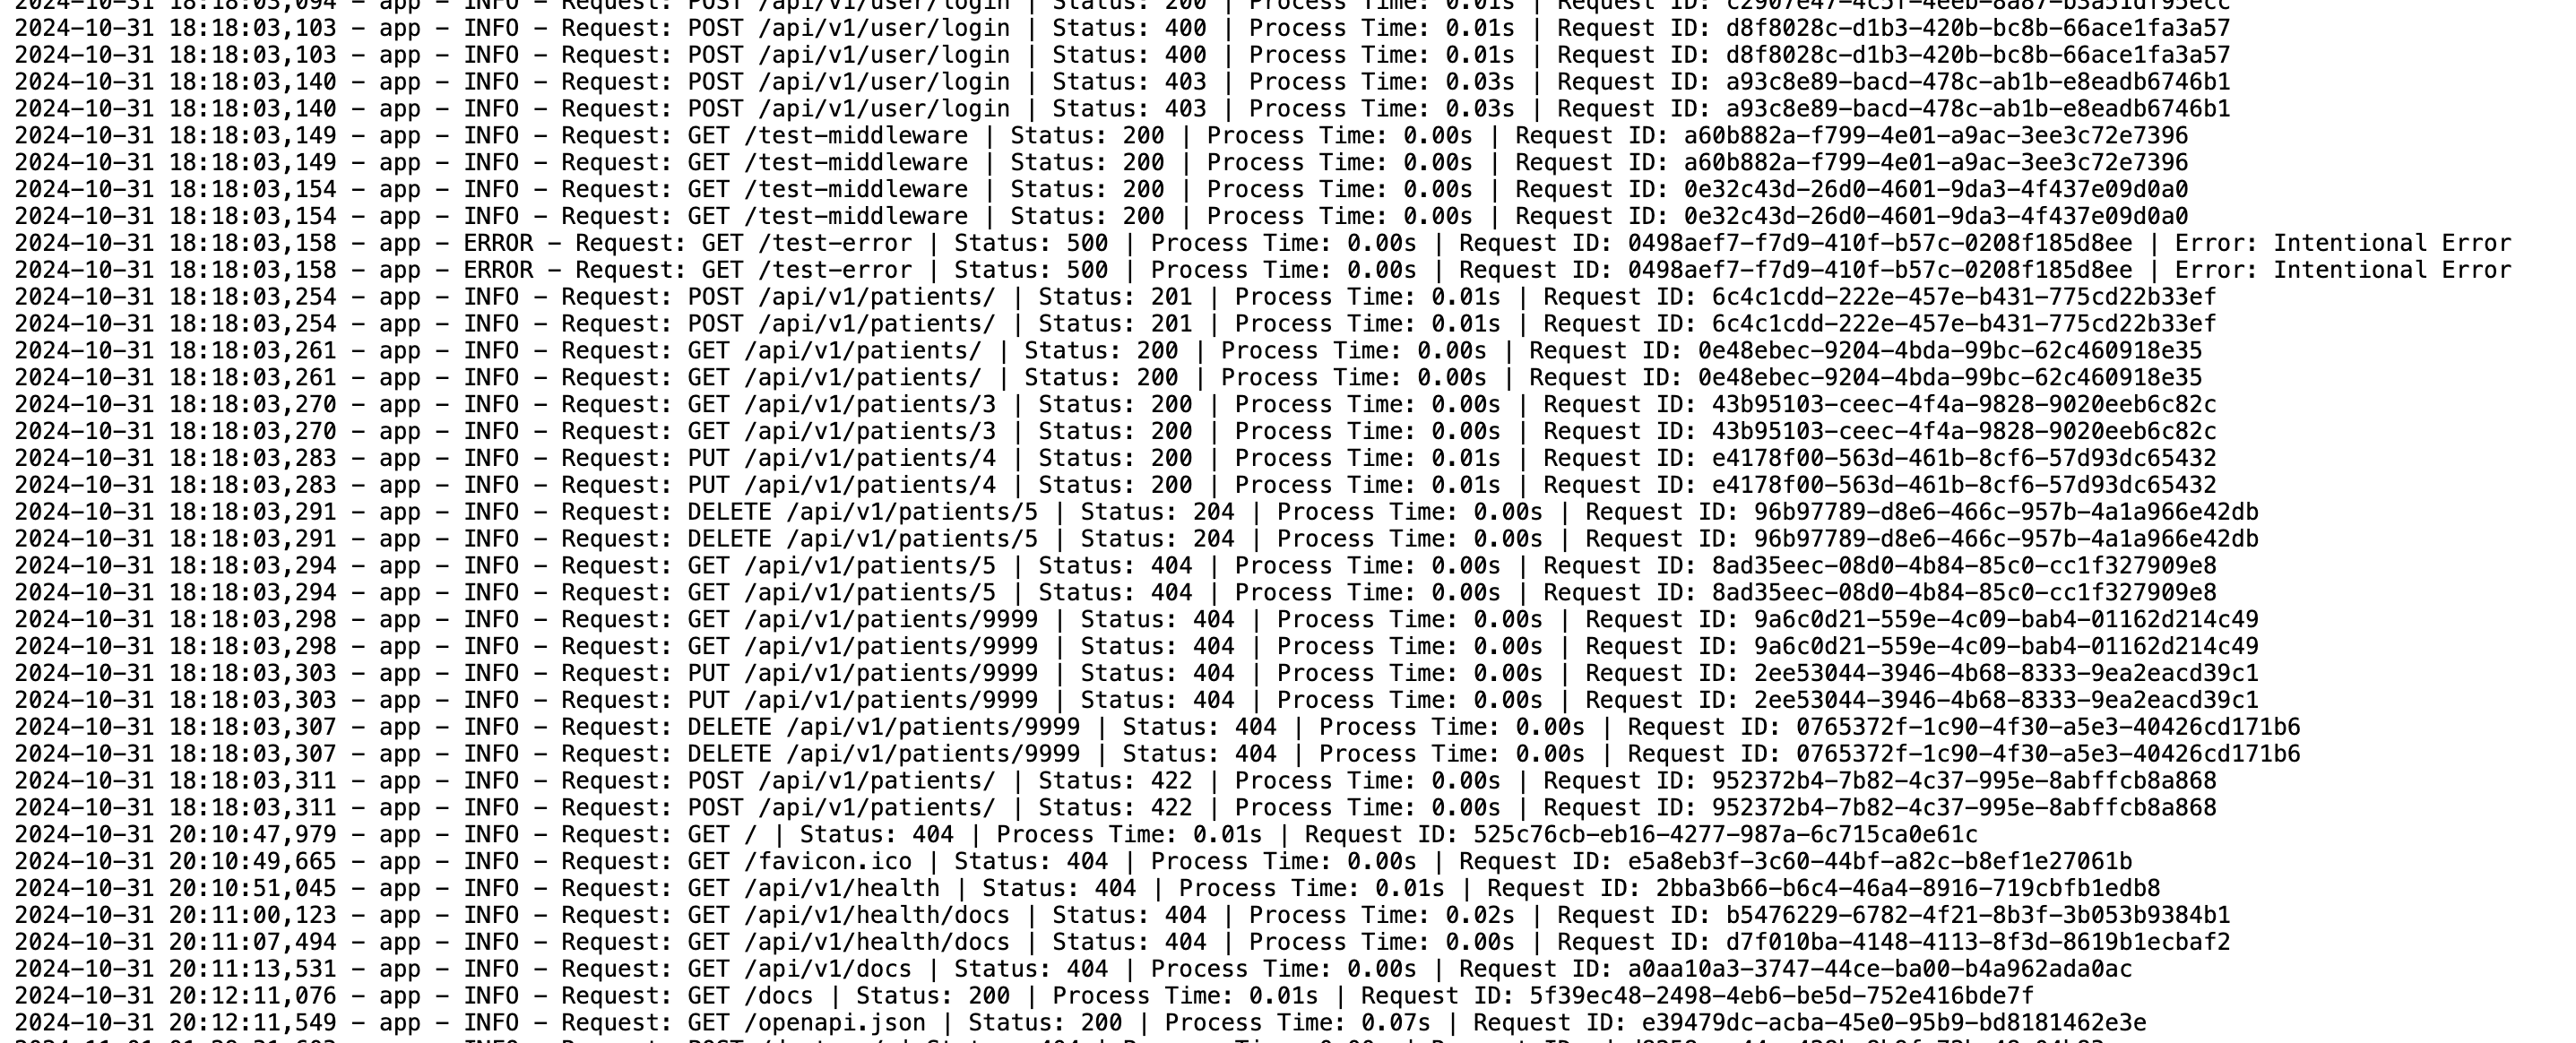 2024-10-31 18:18:03,094 - app - INFO - Request: POST /api/v1/user/login | Status: 200 | Process Time: 0.01s | Request ID:
2024-10-31 18:18:03,103 - app - INFO - Request: POST /api/v1/user/login | Status: 400 | Process Time: 0.01s | Request ID: d8f8028c-d1b3-420b-bc8b-66ace1fa3a57
2024-10-31 18:18:03,103 - app - INFO - Request: POST /api/v1/user/login | Status: 400 | Process Time: 0.01s | Request ID: d8f8028c-d1b3-420b-bc8b-66ace1fa3a57
2024-10-31 18:18:03,140 - app - INFO - Request: POST /api/v1/user/login | Status: 403 | Process Time: 0.03s | Request ID: a93c8e89-bacd-478c-ab1b-e8eadb6746b1
2024-10-31 18:18:03,140 - app - INFO - Request: POST /api/v1/user/login | Status: 403 | Process Time: 0.03s | Request ID: a93c8e89-bacd-478c-ab1b-e8eadb6746b1
2024-10-31 18:18:03,149 - app - INFO - Request: GET /test-middleware | Status: 200 | Process Time: 0.00s | Request ID: a60b882a-f799-4e01-a9ac-3ee3c72e7396
2024-10-31 18:18:03,149 - app - INFO - Request: GET /test-middleware | Status: 200 | Process Time: 0.00s | Request ID: a60b882a-f799-4e01-a9ac-3ee3c72e7396
2024-10-31 18:18:03,154 - app - INFO - Request: GET /test-middleware | Status: 200 | Process Time: 0.00s | Request ID: 0e32c43d-26d0-4601-9da3-4f437e09d0a0
2024-10-31 18:18:03,154 - app - INFO - Request: GET /test-middleware | Status: 200 | Process Time: 0.00s | Request ID: 0e32c43d-26d0-4601-9da3-4f437e09d0a0
2024-10-31 18:18:03,158 - app - ERROR - Request: GET /test-error | Status: 500 | Process Time: 0.00s | Request ID: 0498aef7-f7d9-410f-b57c-0208f185d8ee | Error: Intentional Error
2024-10-31 18:18:03,158 - app - ERROR - Request: GET /test-error | Status: 500 | Process Time: 0.00s | Request ID: 0498aef7-f7d9-410f-b57c-0208f185d8ee | Error: Intentional Error
2024-10-31 18:18:03,254 - app - INFO - Request: POST /api/v1/patients/ | Status: 201 | Process Time: 0.01s | Request ID: 6c4c1cdd-222e-457e-b431-775cd22b33ef
2024-10-31 18:18:03,254 - app - INFO - Request: POST /api/v1/patients/ | Status: 201 | Process Time: 0.01s | Request ID: 6c4c1cdd-222e-457e-b431-775cd22b33ef
2024-10-31 18:18:03,261 - app - INFO - Request: GET /api/v1/patients/ | Status: 200 | Process Time: 0.00s | Request ID: 0e48ebec-9204-4bda-99bc-62c460918e35
2024-10-31 18:18:03,261 - app - INFO - Request: GET /api/v1/patients/ | Status: 200 | Process Time: 0.00s | Request ID: 0e48ebec-9204-4bda-99bc-62c460918e35
2024-10-31 18:18:03,270 - app - INFO - Request: GET /api/v1/patients/3 | Status: 200 | Process Time: 0.00s | Request ID: 43b95103-ceec-4f4a-9828-9020eeb6c82c
2024-10-31 18:18:03,270 - app - INFO - Request: GET /api/v1/patients/3 | Status: 200 | Process Time: 0.00s | Request ID: 43b95103-ceec-4f4a-9828-9020eeb6c82c
2024-10-31 18:18:03,283 - app - INFO - Request: PUT /api/v1/patients/4 | Status: 200 | Process Time: 0.01s | Request ID: e4178f00-563d-461b-8cf6-57d93dc65432
2024-10-31 18:18:03,283 - app - INFO - Request: PUT /api/v1/patients/4 | Status: 200 | Process Time: 0.01s | Request ID: e4178f00-563d-461b-8cf6-57d93dc65432
2024-10-31 18:18:03,291 - app - INFO - Request: DELETE /api/v1/patients/5 | Status: 204 | Process Time: 0.00s | Request ID: 96b97789-d8e6-466c-957b-4a1a966e42db
2024-10-31 18:18:03,291 - app - INFO - Request: DELETE /api/v1/patients/5 | Status: 204 | Process Time: 0.00s | Request ID: 96b97789-d8e6-466c-957b-4a1a966e42db
2024-10-31 18:18:03,294 - app - INFO - Request: GET /api/v1/patients/5 | Status: 404 | Process Time: 0.00s | Request ID: 8ad35eec-08d0-4b84-85c0-cc1f327909e8
2024-10-31 18:18:03,294 - app - INFO - Request: GET /api/v1/patients/5 | Status: 404 | Process Time: 0.00s | Request ID: 8ad35eec-08d0-4b84-85c0-cc1f327909e8
2024-10-31 18:18:03,298 - app - INFO - Request: GET /api/v1/patients/9999 | Status: 404 | Process Time: 0.00s | Request ID: 9a6c0d21-559e-4c09-bab4-01162d214c49
2024-10-31 18:18:03,298 - app - INFO - Request: GET /api/v1/patients/9999 | Status: 404 | Process Time: 0.00s | Request ID: 9a6c0d21-559e-4c09-bab4-01162d214c49
2024-10-31 18:18:03,303 - app - INFO - Request: PUT /api/v1/patients/9999 | Status: 404 | Process Time: 0.00s | Request ID: 2ee53044-3946-4b68-8333-9ea2eacd39c1
2024-10-31 18:18:03,303 - app - INFO - Request: PUT /api/v1/patients/9999 | Status: 404 | Process Time: 0.00s | Request ID: 2ee53044-3946-4b68-8333-9ea2eacd39c1
2024-10-31 18:18:03,307 - app - INFO - Request: DELETE /api/v1/patients/9999 | Status: 404 | Process Time: 0.00s | Request ID: 0765372f-1c90-4f30-a5e3-40426cd171b6
2024-10-31 18:18:03,307 - app - INFO - Request: DELETE /api/v1/patients/9999 | Status: 404 | Process Time: 0.00s | Request ID: 0765372f-1c90-4f30-a5e3-40426cd171b6
2024-10-31 18:18:03,311 - app - INFO - Request: POST /api/v1/patients/ | Status: 422 | Process Time: 0.00s | Request ID: 952372b4-7b82-4c37-995e-8abffcb8a868
2024-10-31 18:18:03,311 - app - INFO - Request: POST /api/v1/patients/ | Status: 422 | Process Time: 0.00s | Request ID: 952372b4-7b82-4c37-995e-8abffcb8a868
2024-10-31 20:10:47,979 - app - INFO - Request: GET / | Status: 404 | Process Time: 0.01s | Request ID: 525c76cb-eb16-4277-987a-6c715ca0e61c
2024-10-31 20:10:49,665 - app - INFO - Request: GET /favicon.ico | Status: 404 | Process Time: 0.00s | Request ID: e5a8eb3f-3c60-44bf-a82c-b8ef1e27061b
2024-10-31 20:10:51,045 - app - INFO - Request: GET /api/v1/health | Status: 404 | Process Time: 0.01s | Request ID: 2bba3b66-b6c4-46a4-8916-719cbfb1edb8
2024-10-31 20:11:00,123 - app - INFO - Request: GET /api/v1/health/docs | Status: 404 | Process Time: 0.02s | Request ID: b5476229-6782-4f21-8b3f-3b053b9384b1
2024-10-31 20:11:07,494 - app - INFO - Request: GET /api/v1/health/docs | Status: 404 | Process Time: 0.00s | Request ID: d7f010ba-4148-4113-8f3d-8619b1ecbaf2
2024-10-31 20:11:13,531 - app - INFO - Request: GET /api/v1/docs | Status: 404 | Process Time: 0.00s | Request ID: a0aa10a3-3747-44ce-ba00-b4a962ada0ac
2024-10-31 20:12:11,076 - app - INFO - Request: GET /docs | Status: 200 | Process Time: 0.01s | Request ID: 5f39ec48-2498-4eb6-be5d-752e416bde7f
2024-10-31 20:12:11,549 - app - INFO - Request: GET /openapi.json | Status: 200 | Process Time: 0.07s | Request ID: e39479dc-acba-45e0-95b9-bd8181462e3e